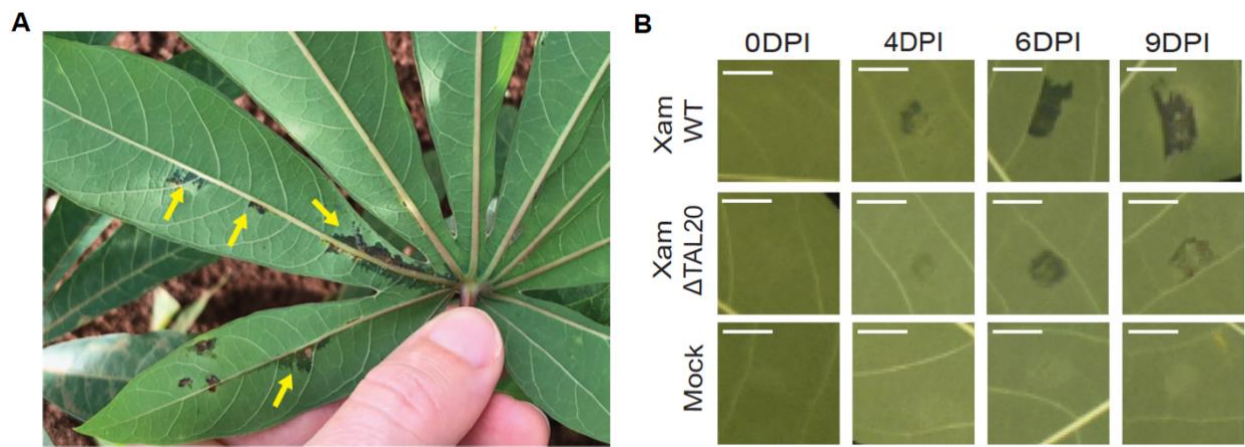 A
B
0DPI
4DPI
6DPI
9DPI
Xam
WT
Xam
ΔTAL20
Mock